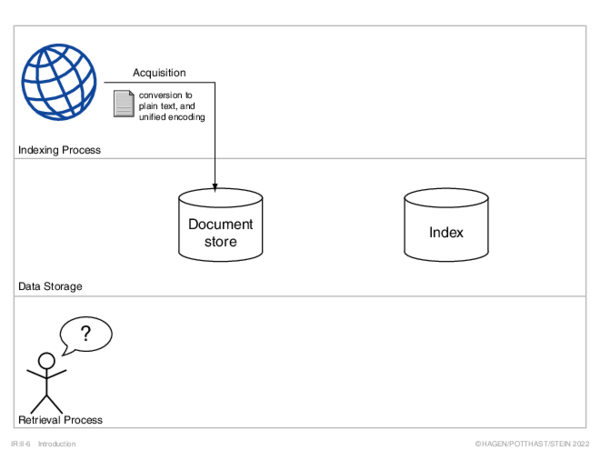 Acquisition
conversion to
plain text, and
unified encoding
Indexing Process
Document
store
Index
Data Storage
?
Retrieval Process
IR:II-6 Introduction
©HAGEN/POTTHAST/STEIN 2022